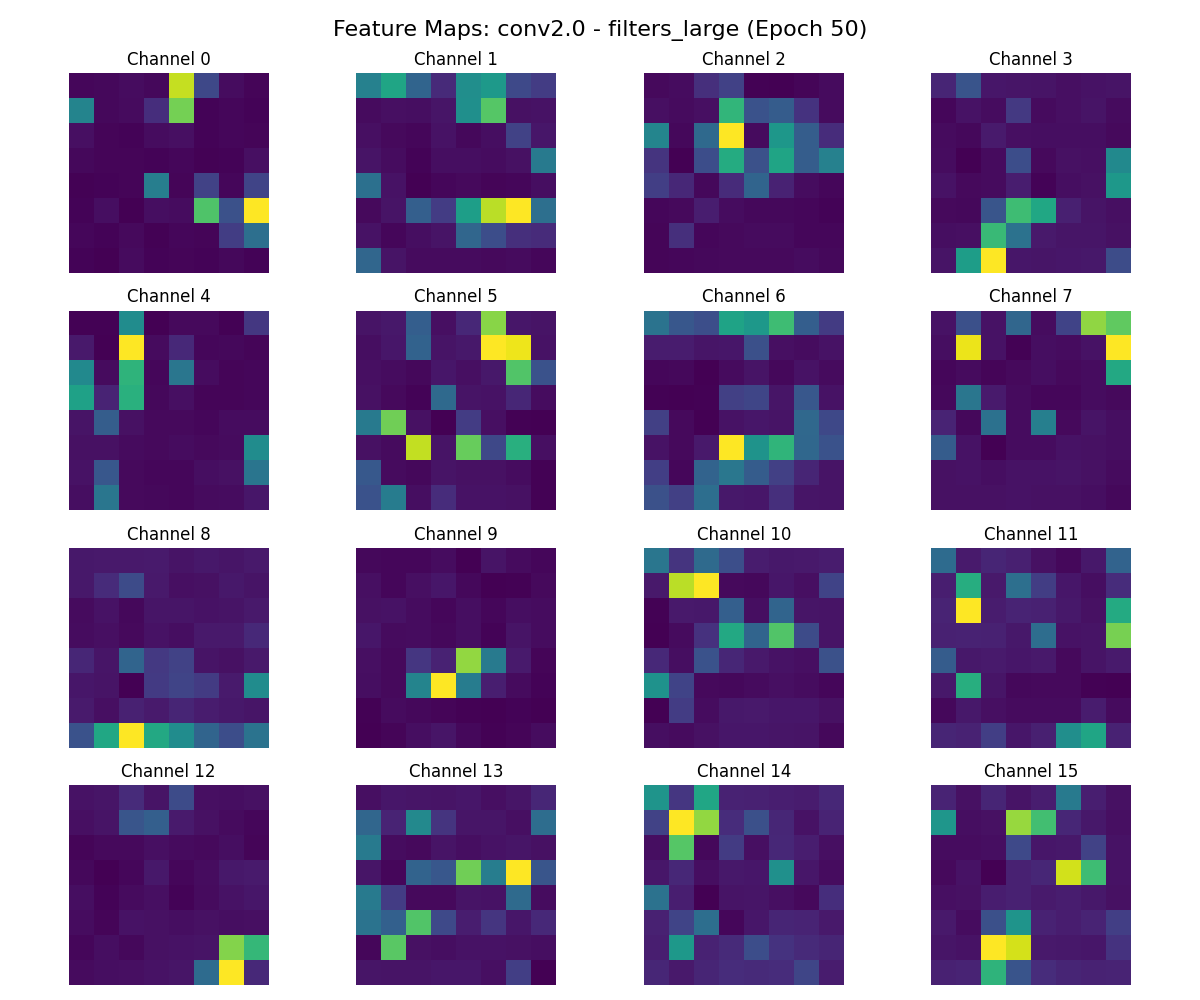 Feature Maps: conv2.0 - filters_large (Epoch 50)
Channel 0 Channel 1 Channel 2 Channel 3
Channel 4 Channel 5 Channel 6 Channel 7
Channel 8 Channel 9 Channel 10 Channel 11
Channel 12 Channel 13 Channel 14 Channel 15